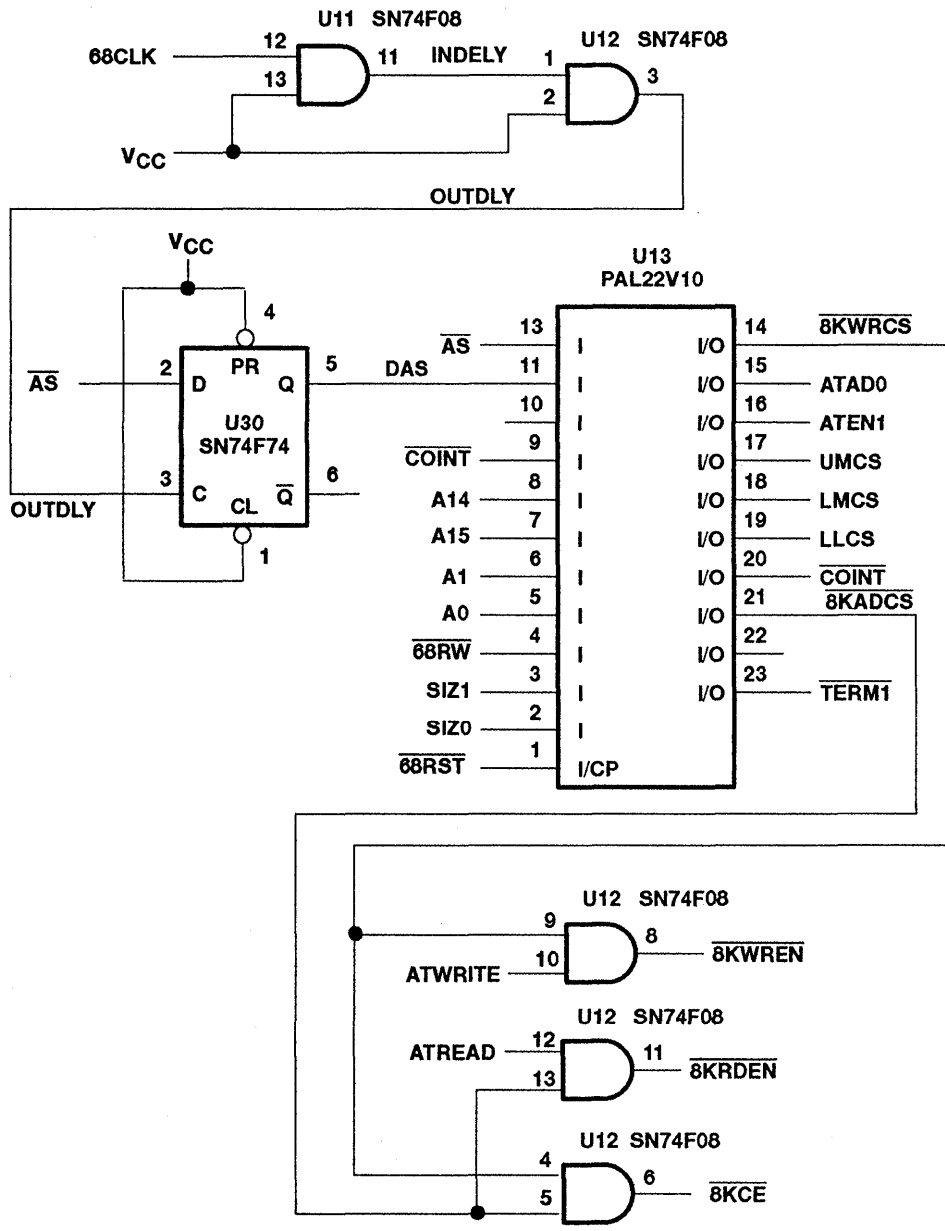 U11 SN74F08
68CLK
12
13
11
INDELY
U12 SN74F08
1
2
3
VCC
OUTDLY
VCC
4
AS
2
D
PR
Q
5
DAS
U30
SN74F74
3
C
CL
Q
6
OUTDLY
1
U13
PAL22V10
AS 13 I I/O 14 8KWRCS
11 I I/O 15 ATAD0
10 I I/O 16 ATEN1
COINT 9 I I/O 17 UMCS
A14 8 I I/O 18 LMCS
A15 7 I I/O 19 LLCS
A1 6 I I/O 20 COINT
A0 5 I I/O 21 8KADCS
68RW 4 I I/O 22
SIZ1 3 I I/O 23 TERM1
SIZ0 2 I
68RST 1 I/CP
U12 SN74F08
9
ATWRITE 10
8 8KWREN
U12 SN74F08
ATREAD 12
13
11 8KRDEN
U12 SN74F08
4
5
6 8KCE